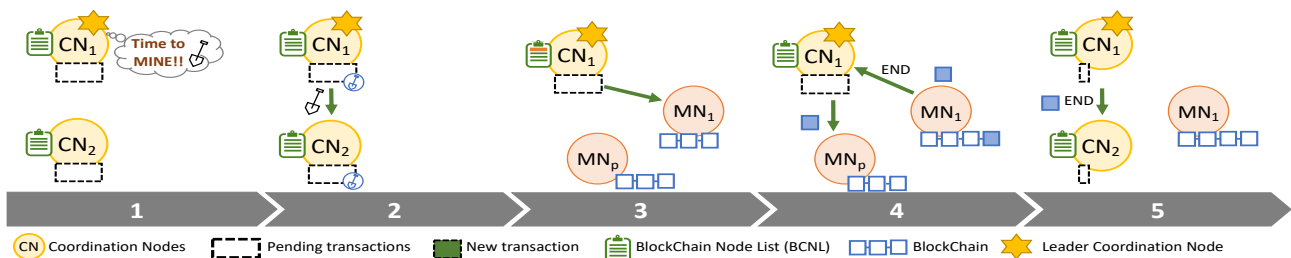 CN1
Time to
MINE!!
CN2
CN1
CN2
CN1
MN1
MNp
CN1
END
MN1
MNp
CN1
END
CN2
MN1
1
2
3
4
5
CN Coordination Nodes
Pending transactions
New transaction
BlockChain Node List (BCNL)
BlockChain
Leader Coordination Node